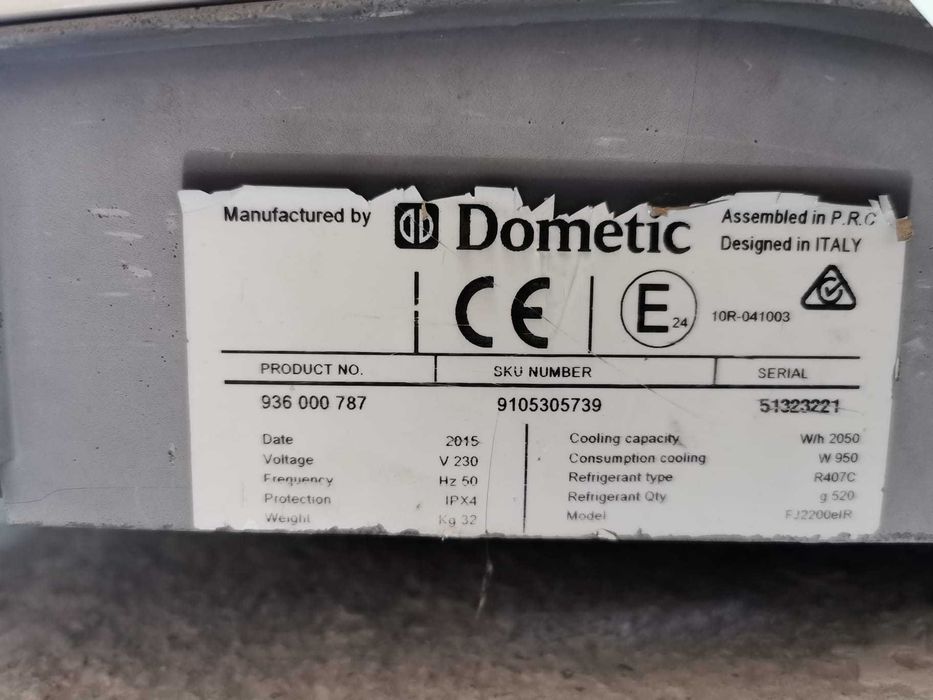 Manufactured by Dometic Assembled in P.R.C
Designed in ITALY
CE E 24 10R-041003
PRODUCT NO. SKU NUMBER SERIAL
936 000 787 9105305739 51323221
Date 2015 Cooling capacity W/h 2050
Voltage V 230 Consumption cooling W 950
Frequency Hz 50 Refrigerant type R407C
Protection IPX4 Refrigerant Qty g 520
Weight Kg 32 Model FJ2200eIR